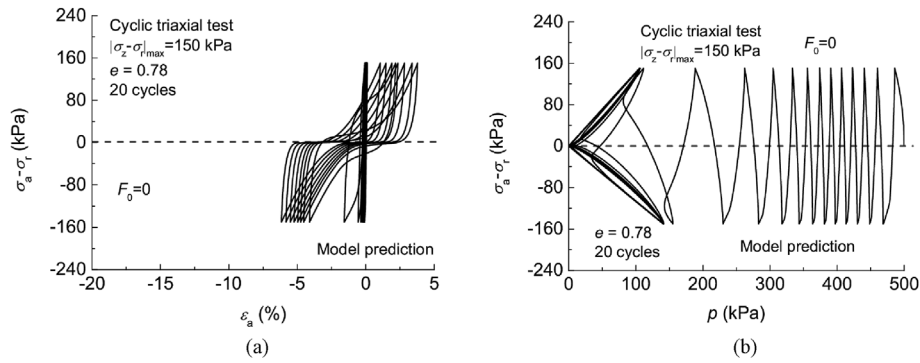 240
160
80
0
-80
-160
-240
σa-σr (kPa)
Cyclic triaxial test
|σz-σr|max=150 kPa
e = 0.78
20 cycles
F0=0
Model prediction
-20 -15 -10 -5 0 5
εa (%)
(a)
240
160
80
0
-80
-160
-240
σa-σr (kPa)
Cyclic triaxial test
|σz-σr|max=150 kPa
F0=0
e = 0.78
20 cycles
Model prediction
0 100 200 300 400 500
p (kPa)
(b)